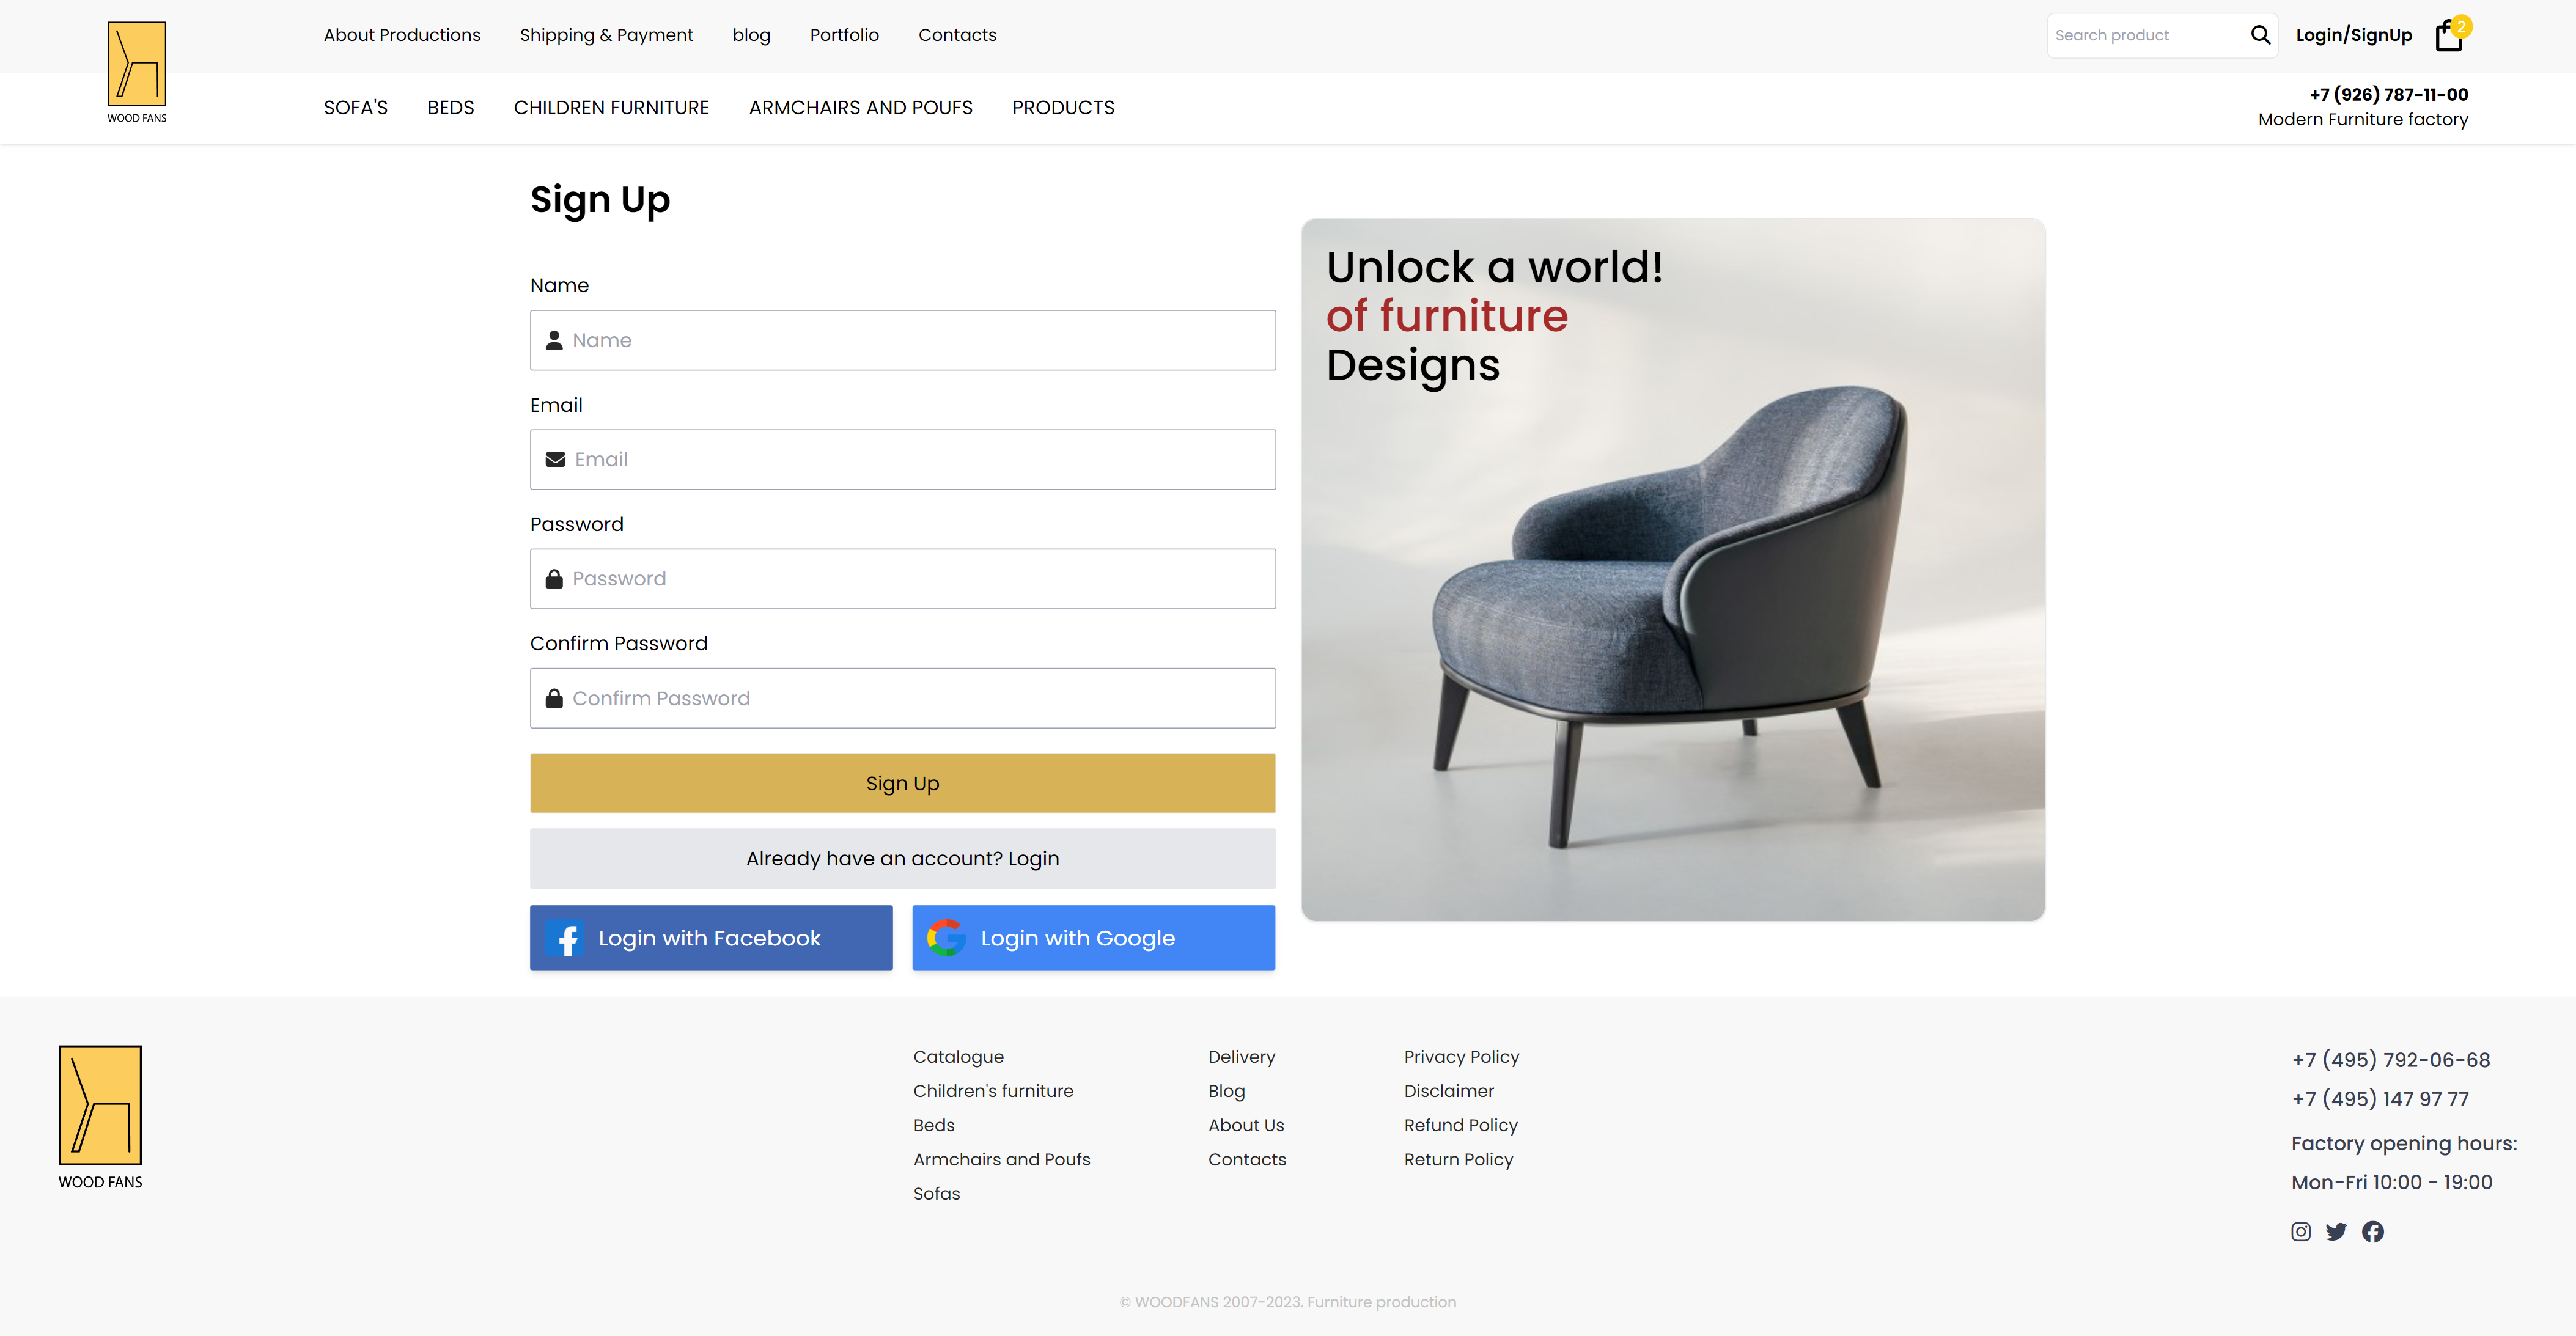 About Productions
Shipping & Payment
blog
Portfolio
Contacts
Search product
Login/SignUp
2
WOOD FANS
SOFA'S
BEDS
CHILDREN FURNITURE
ARMCHAIRS AND POUFS
PRODUCTS
+7 (926) 787-11-00
Modern Furniture factory
Sign Up
Name
Name
Email
Email
Password
Password
Confirm Password
Confirm Password
Sign Up
Already have an account? Login
Login with Facebook
Login with Google
Unlock a world!
of furniture
Designs
WOOD FANS
Catalogue
Children's furniture
Beds
Armchairs and Poufs
Sofas
Delivery
Blog
About Us
Contacts
Privacy Policy
Disclaimer
Refund Policy
Return Policy
+7 (495) 792-06-68
+7 (495) 147 97 77
Factory opening hours:
Mon-Fri 10:00 - 19:00
© WOODFANS 2007-2023. Furniture production